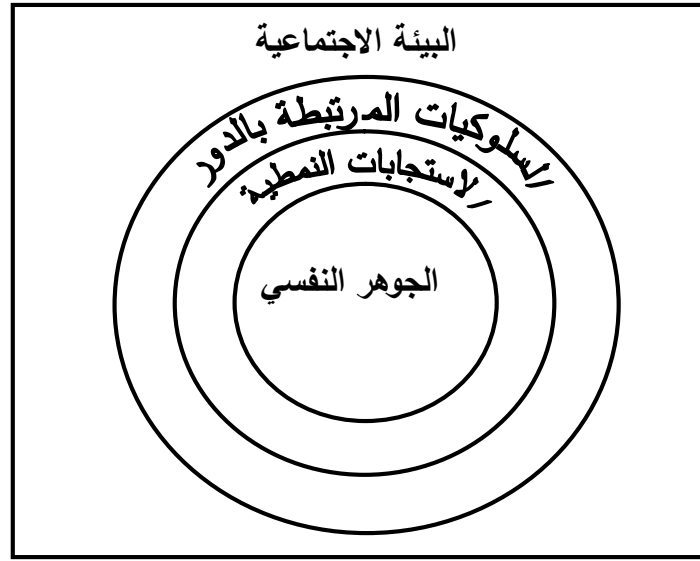 البيئة الاجتماعية
السلوكيات المرتبطة بالدور
الاستجابات النمطية
الجوهر النفسي